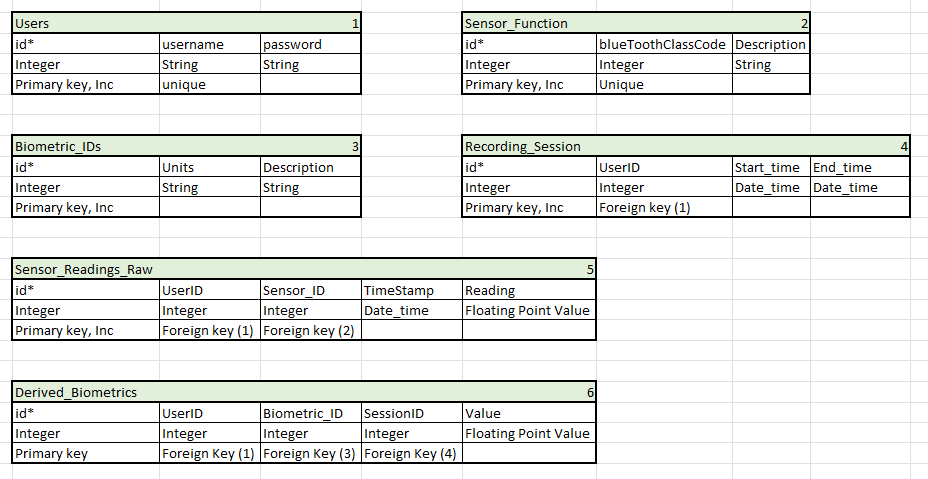 Users 1
id* username password
Integer String String
Primary key, Inc unique
Sensor_Function 2
id* blueToothClassCode Description
Integer Integer String
Primary key, Inc Unique
Biometric_IDs 3
id* Units Description
Integer String String
Primary key, Inc
Recording_Session 4
id* UserID Start_time End_time
Integer Integer Date_time Date_time
Primary key, Inc Foreign key (1)
Sensor_Readings_Raw 5
id* UserID Sensor_ID TimeStamp Reading
Integer Integer Integer Date_time Floating Point Value
Primary key, Inc Foreign key (1) Foreign key (2)
Derived_Biometrics 6
id* UserID Biometric_ID SessionID Value
Integer Integer Integer Integer Floating Point Value
Primary key Foreign Key (1) Foreign Key (3) Foreign Key (4)